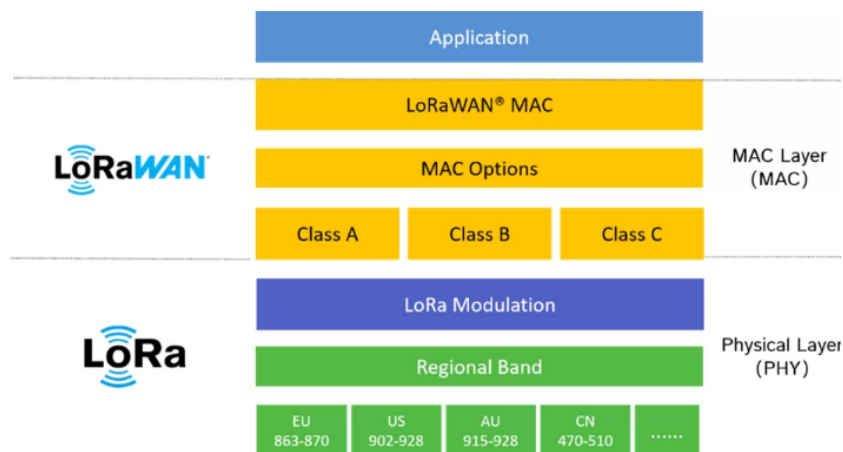 Application
LoRaWAN® MAC
LoRaWAN®
MAC Options
MAC Layer
(MAC)
Class A
Class B
Class C
LoRa Modulation
LoRa
Regional Band
Physical Layer
(PHY)
EU
863-870
US
902-928
AU
915-928
CN
470-510
......